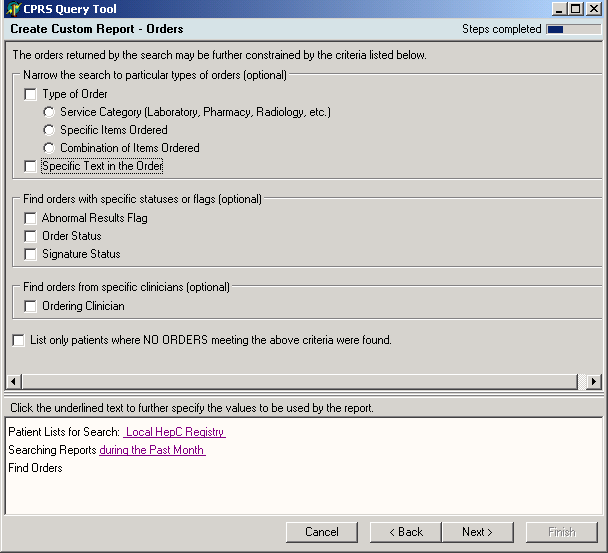 CPRS Query Tool
Create Custom Report - Orders
Steps completed
The orders returned by the search may be further constrained by the criteria listed below.
Narrow the search to particular types of orders (optional)
Type of Order
Service Category (Laboratory, Pharmacy, Radiology, etc.)
Specific Items Ordered
Combination of Items Ordered
Specific Text in the Order
Find orders with specific statuses or flags (optional)
Abnormal Results Flag
Order Status
Signature Status
Find orders from specific clinicians (optional)
Ordering Clinician
List only patients where NO ORDERS meeting the above criteria were found.
Click the underlined text to further specify the values to be used by the report.
Patient Lists for Search: Local HepC Registry
Searching Reports during the Past Month
Find Orders
Cancel
< Back
Next >
Finish